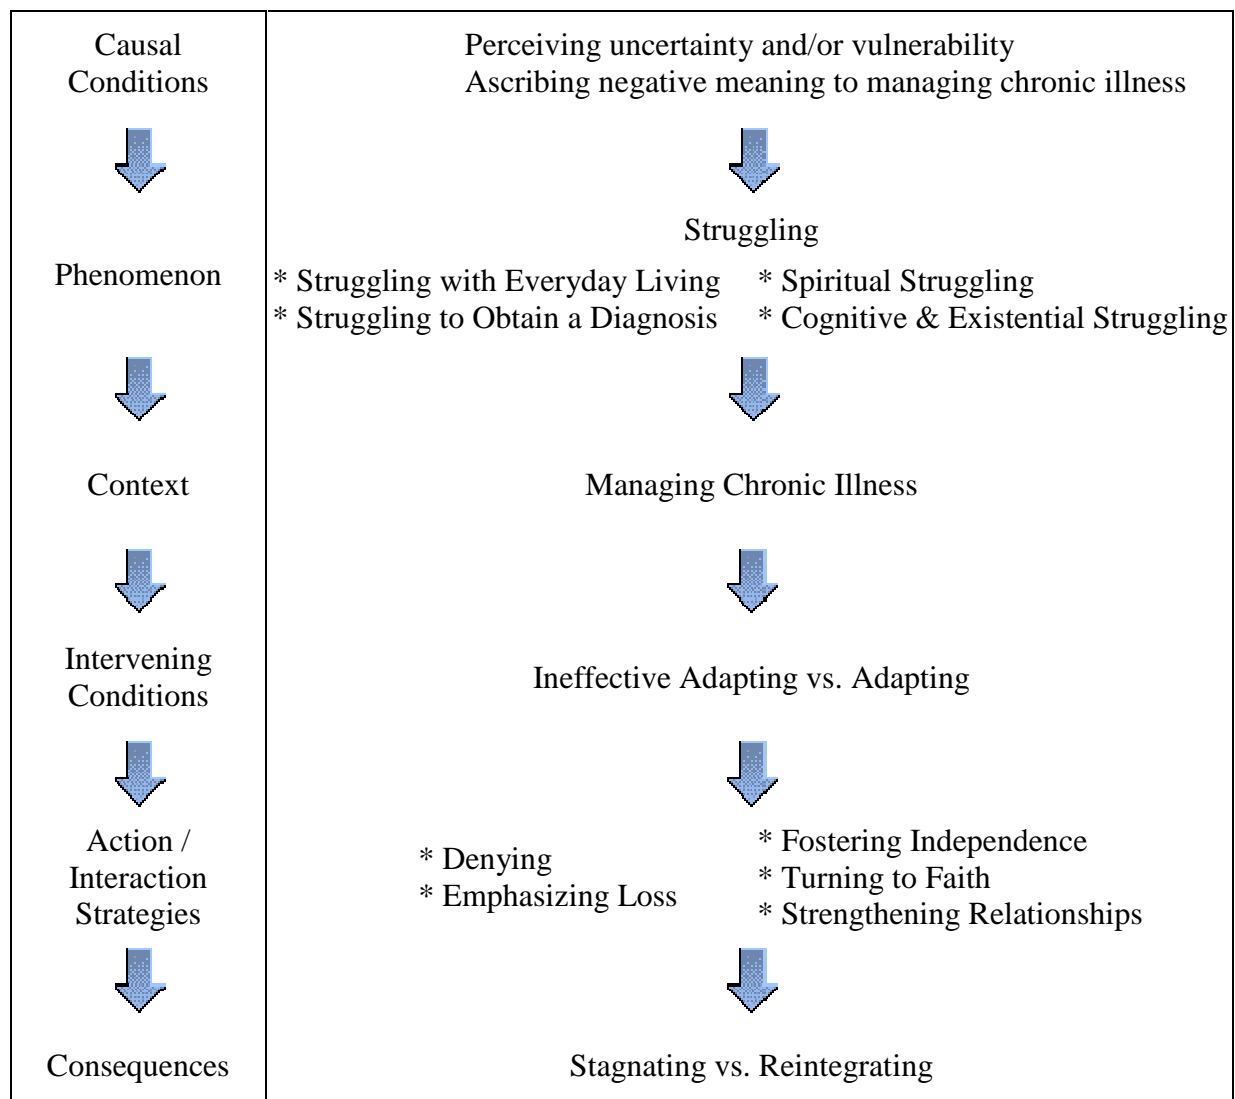 Causal
Conditions
Perceiving uncertainty and/or vulnerability
Ascribing negative meaning to managing chronic illness
Phenomenon
Struggling
* Struggling with Everyday Living
* Struggling to Obtain a Diagnosis
* Spiritual Struggling
* Cognitive & Existential Struggling
Context
Managing Chronic Illness
Intervening
Conditions
Ineffective Adapting vs. Adapting
Action /
Interaction
Strategies
* Denying
* Emphasizing Loss
* Fostering Independence
* Turning to Faith
* Strengthening Relationships
Consequences
Stagnating vs. Reintegrating